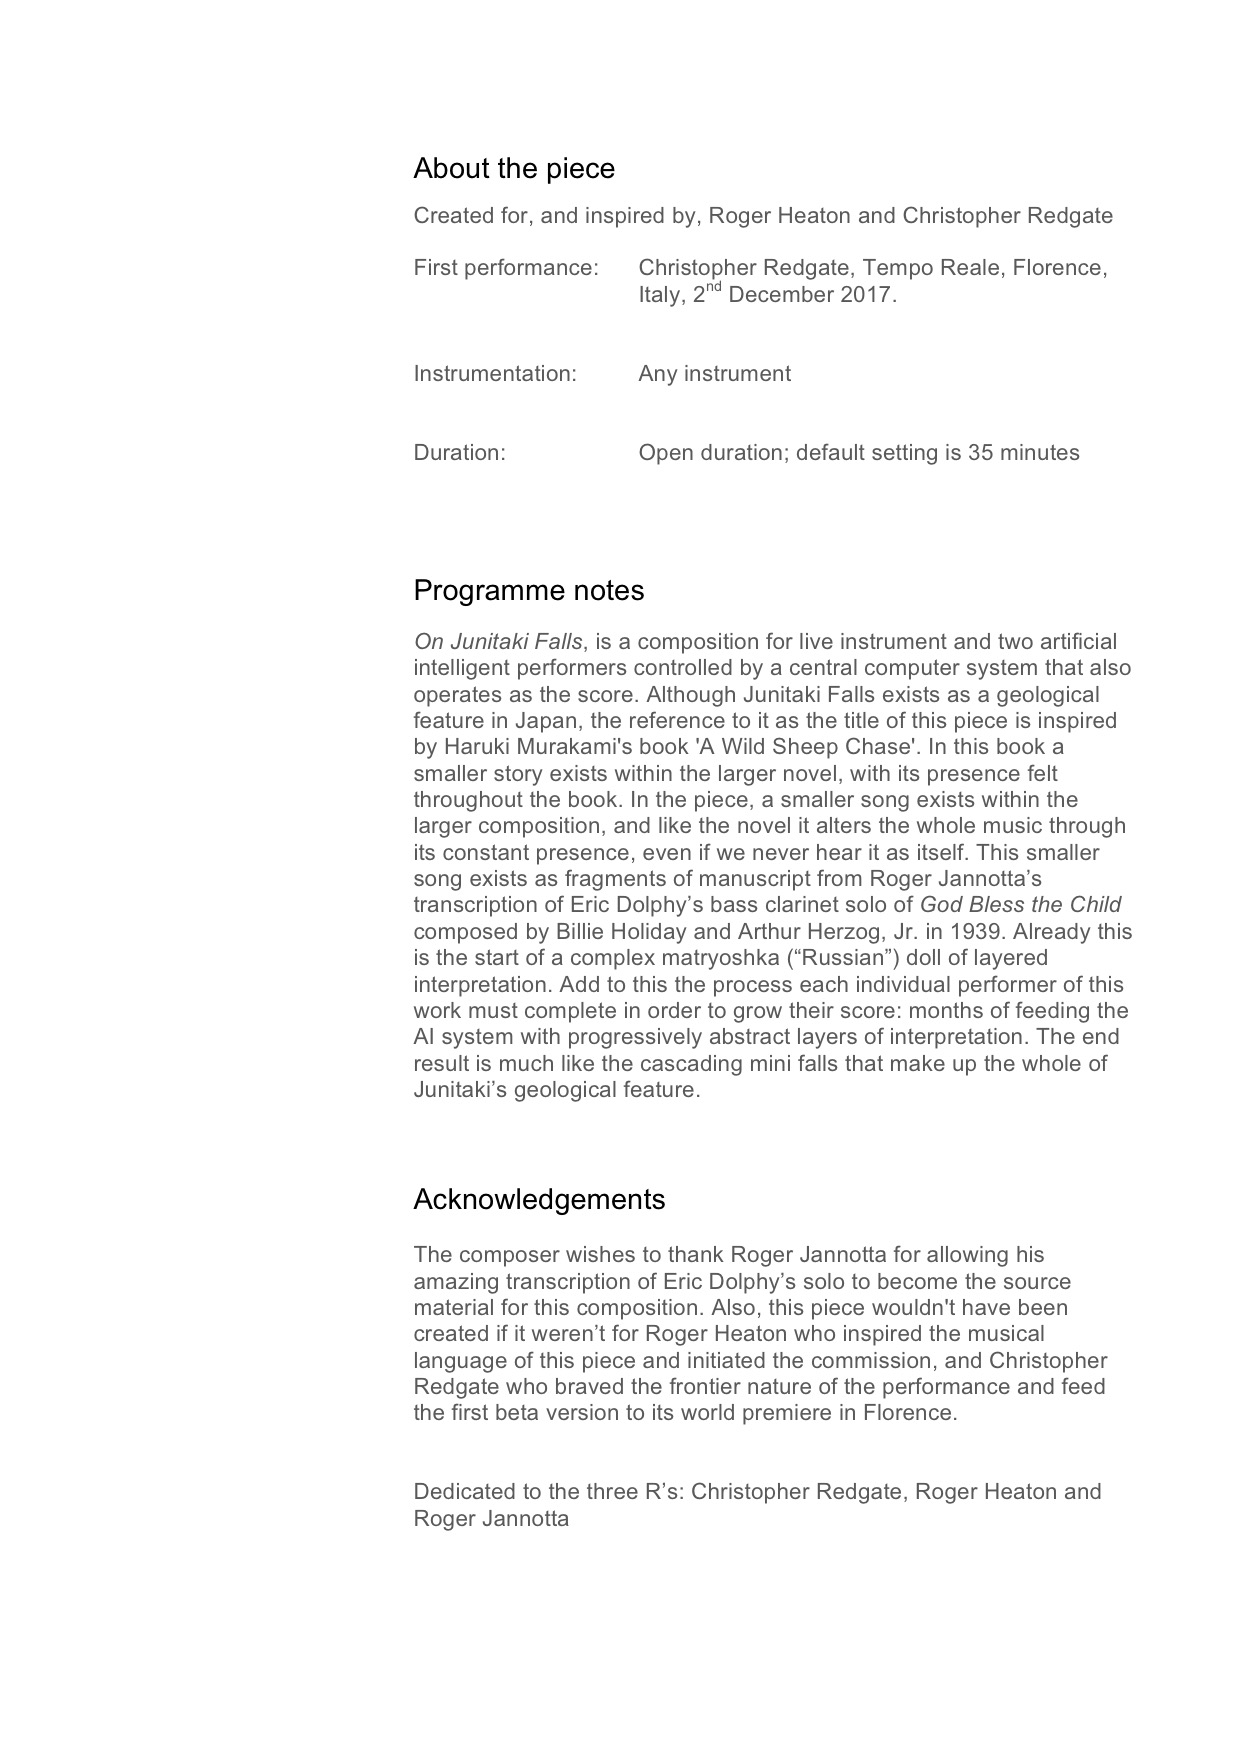 About the piece
Created for, and inspired by, Roger Heaton and Christopher Redgate
First performance: Christopher Redgate, Tempo Reale, Florence,
Italy, 2nd December 2017.
Instrumentation: Any instrument
Duration: Open duration; default setting is 35 minutes
Programme notes
On Junitaki Falls, is a composition for live instrument and two artificial
intelligent performers controlled by a central computer system that also
operates as the score. Although Junitaki Falls exists as a geological
feature in Japan, the reference to it as the title of this piece is inspired
by Haruki Murakami's book 'A Wild Sheep Chase'. In this book a
smaller story exists within the larger novel, with its presence felt
throughout the book. In the piece, a smaller song exists within the
larger composition, and like the novel it alters the whole music through
its constant presence, even if we never hear it as itself. This smaller
song exists as fragments of manuscript from Roger Jannotta’s
transcription of Eric Dolphy’s bass clarinet solo of God Bless the Child
composed by Billie Holiday and Arthur Herzog, Jr. in 1939. Already this
is the start of a complex matryoshka (“Russian”) doll of layered
interpretation. Add to this the process each individual performer of this
work must complete in order to grow their score: months of feeding the
AI system with progressively abstract layers of interpretation. The end
result is much like the cascading mini falls that make up the whole of
Junitaki’s geological feature.
Acknowledgements
The composer wishes to thank Roger Jannotta for allowing his
amazing transcription of Eric Dolphy’s solo to become the source
material for this composition. Also, this piece wouldn't have been
created if it weren’t for Roger Heaton who inspired the musical
language of this piece and initiated the commission, and Christopher
Redgate who braved the frontier nature of the performance and feed
the first beta version to its world premiere in Florence.
Dedicated to the three R’s: Christopher Redgate, Roger Heaton and
Roger Jannotta